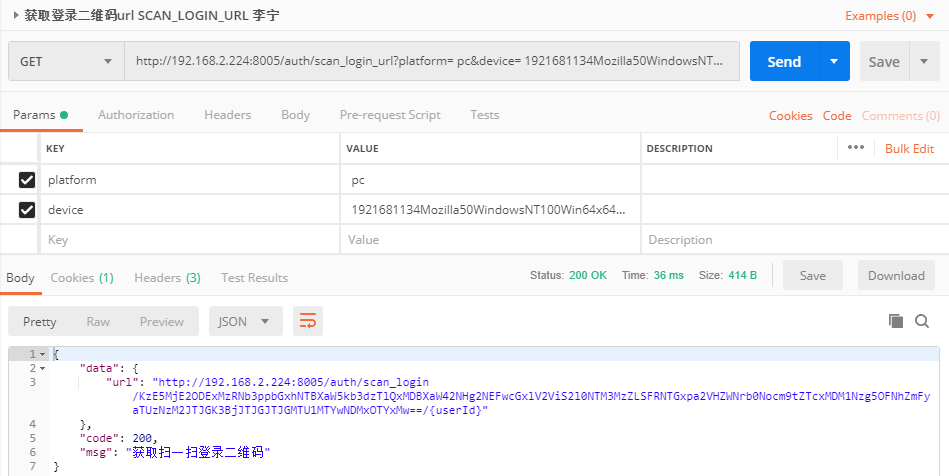 获取登录二维码url SCAN_LOGIN_URL 李宁
Examples (0)
GET
http://192.168.2.224:8005/auth/scan_login_url?platform= pc&device= 1921681134Mozilla50WindowsNT...
Send
Save
Params
Authorization
Headers
Body
Pre-request Script
Tests
Cookies
Code
Comments (0)
KEY
VALUE
DESCRIPTION
Bulk Edit
platform
pc
device
1921681134Mozilla50WindowsNT100Win64x64...
Key
Value
Description
Body
Cookies (1)
Headers (3)
Test Results
Status: 200 OK
Time: 36 ms
Size: 414 B
Save
Download
Pretty
Raw
Preview
JSON
1 {
2 "data": {
3 "url": "http://192.168.2.224:8005/auth/scan_login
/KzE5MjE2ODExMzRNb3ppbGxhNTBXaW5kb3dzTlQxMDBXaW42NHg2NEFwcGxlV2ViS2l0NTM3MzZLSFRNTGxpa2VHZWNrb0Nocm9tZTcxMDM1Nzg5OFNhZmFy
aTUzNzM2JTJGK3BjJTJGJTJGMTU1MTYwNDMxOTYxMw==/{userId}"
4 },
5 "code": 200,
6 "msg": "获取扫一扫登录二维码"
7 }